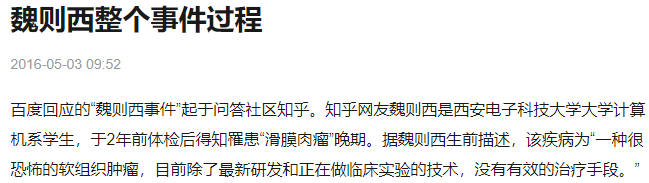 魏则西整个事件过程
2016-05-03 09:52
百度回应的“魏则西事件”起于问答社区知乎。知乎网友魏则西是西安电子科技大学大学计算
机系学生，于2年前体检后得知罹患“滑膜肉瘤”晚期。据魏则西生前描述，该疾病为“一种很
恐怖的软组织肿瘤，目前除了最新研发和正在做临床实验的技术，没有有效的治疗手段。”